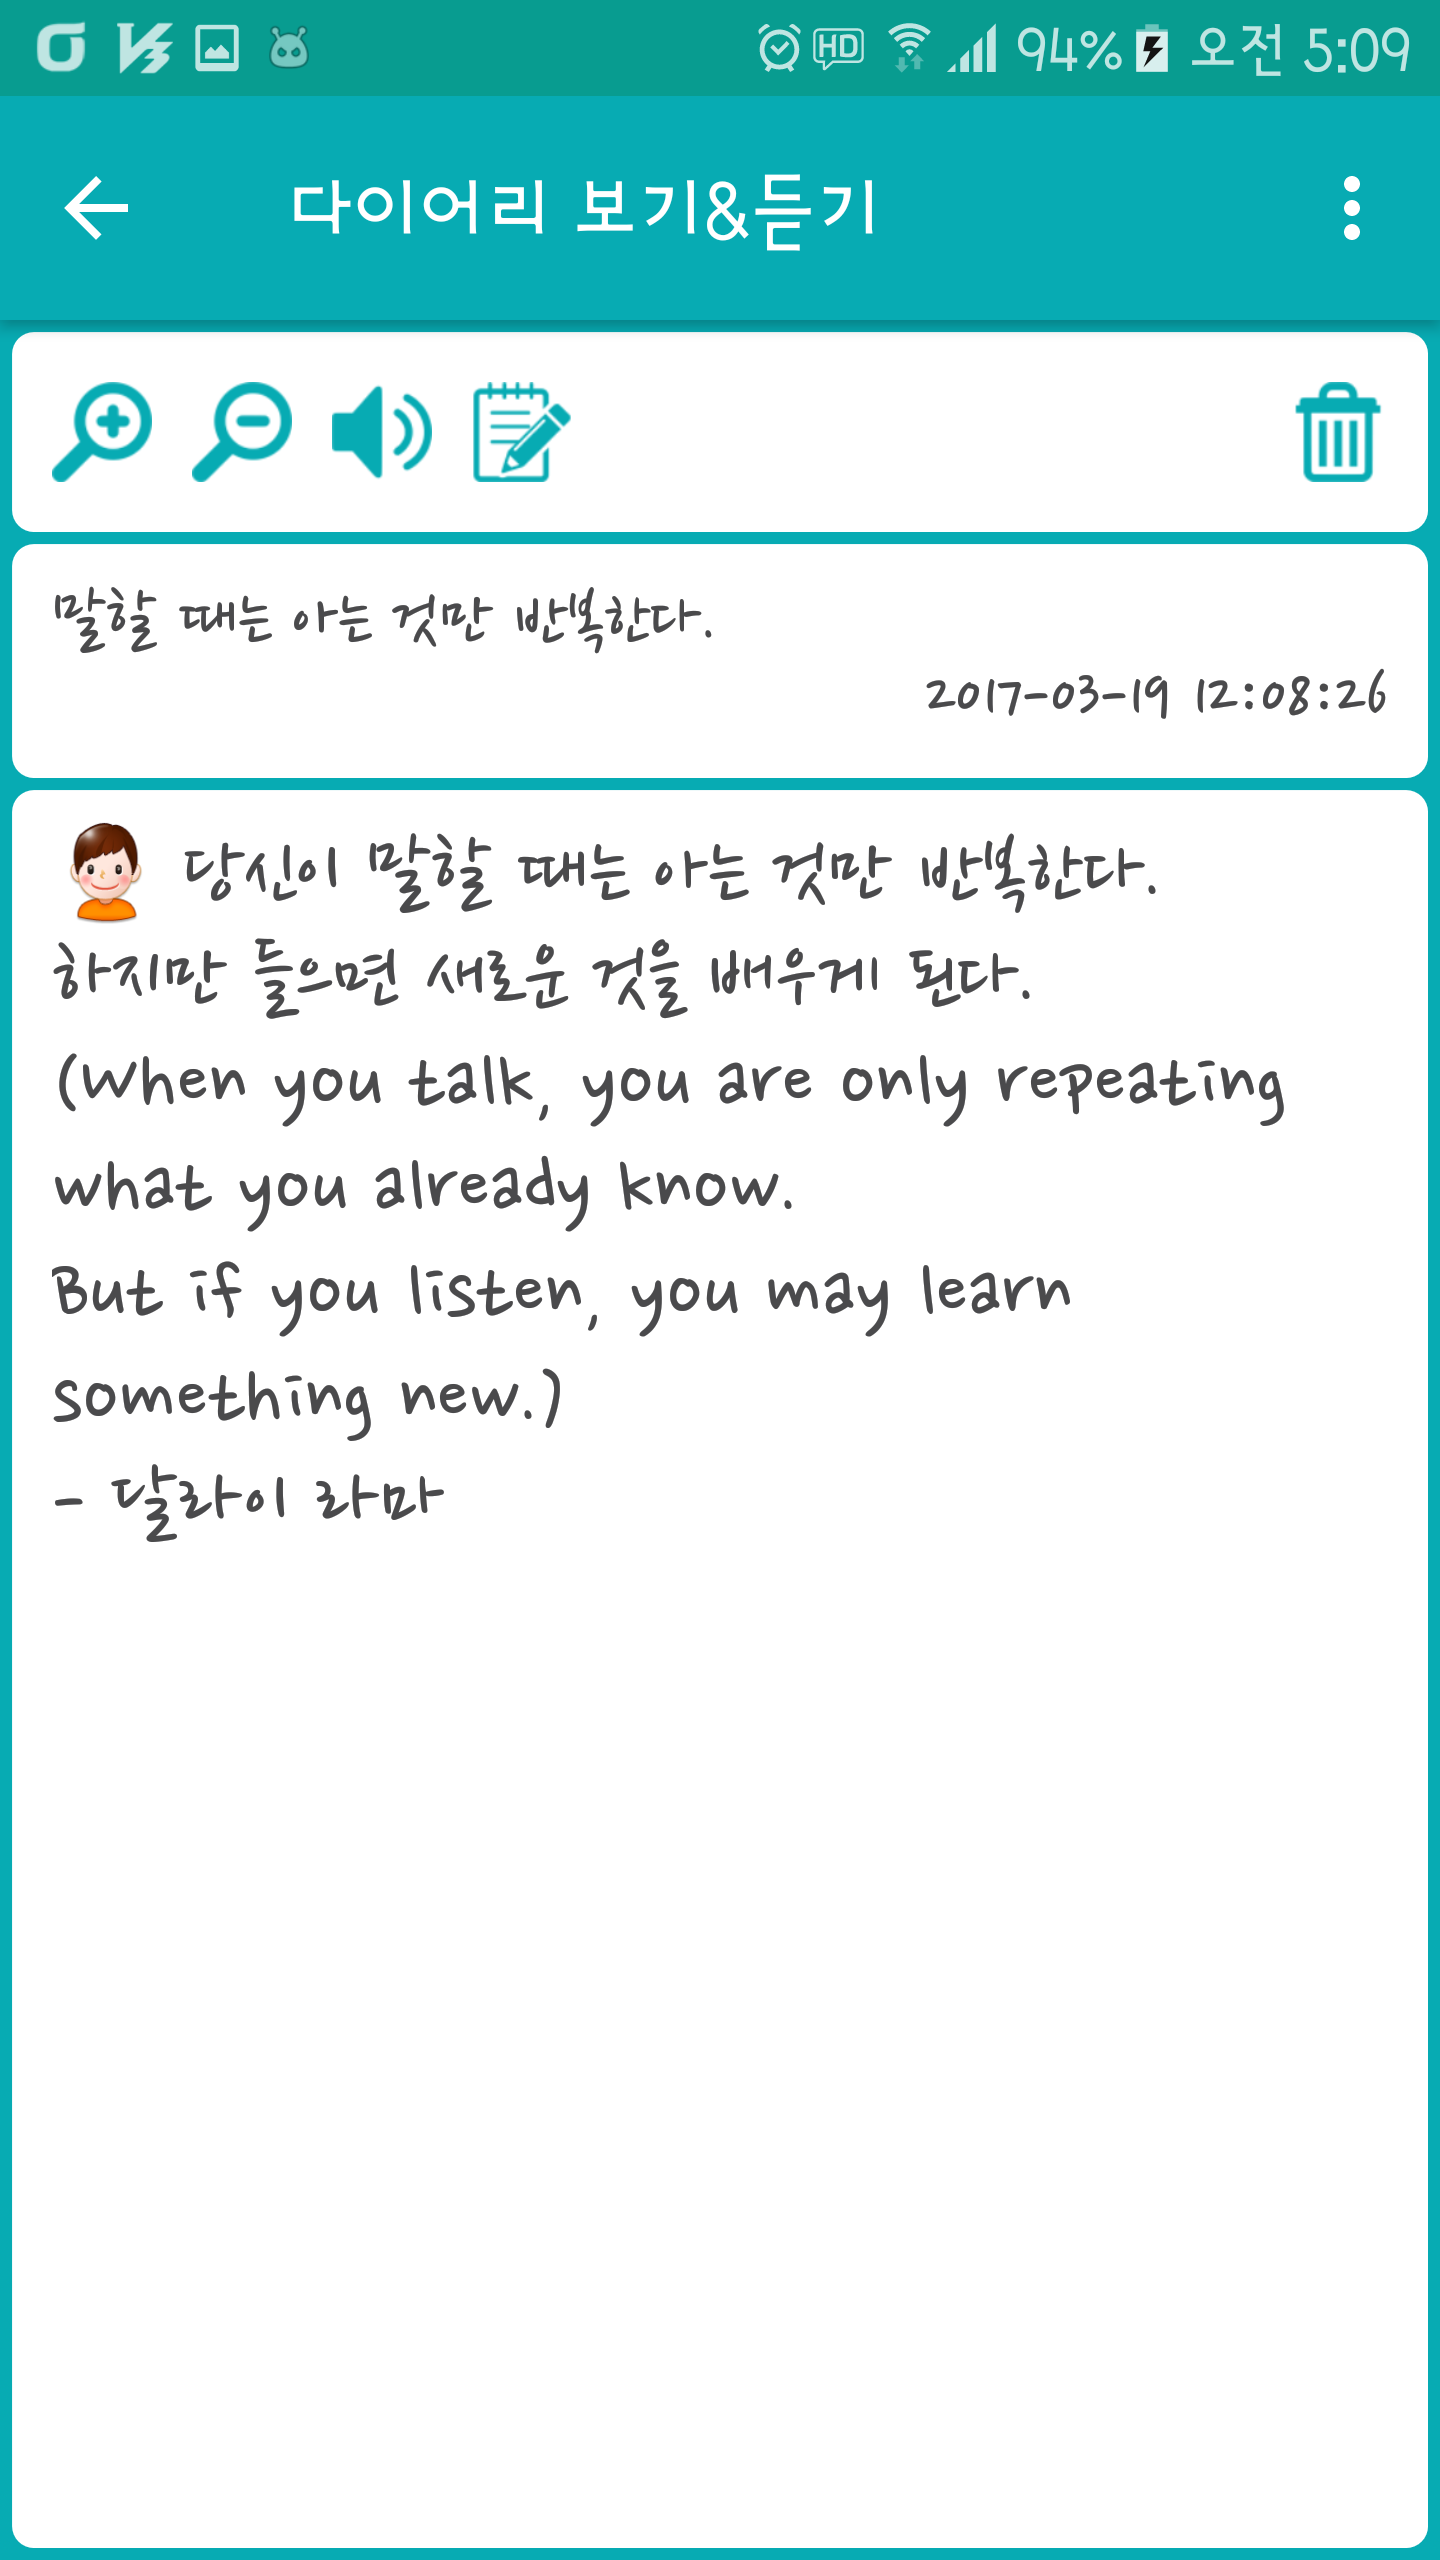 HD 94% 오전 5:09
다이어리 보기&듣기
말할 때는 아는 것만 반복한다.
2017-03-19 12:08:26
당신이 말할 때는 아는 것만 반복한다.
하지만 들으면 새로운 것을 배우게 된다.
(When you talk, you are only repeating
what you already know.
But if you listen, you may learn
something new.)
- 달라이 라마